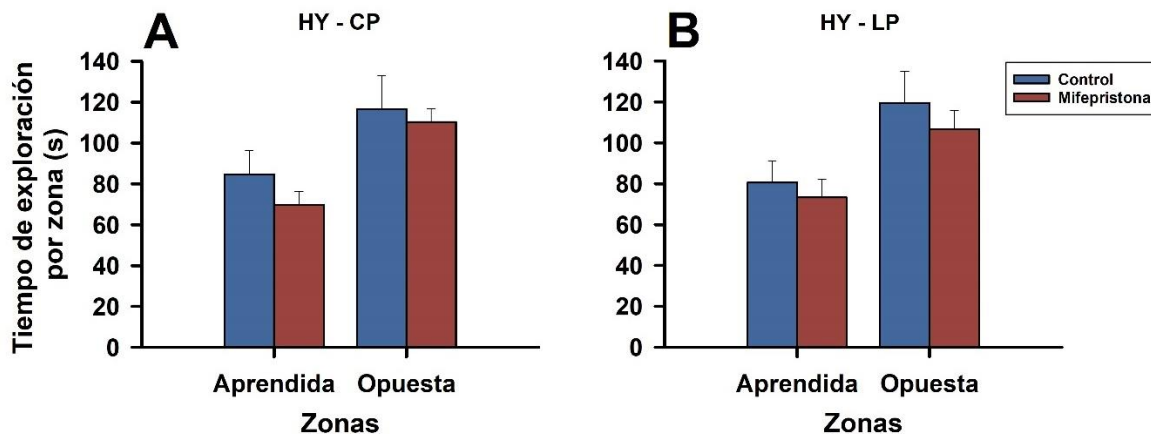 A
HY - CP
B
HY - LP
Control
Mifepristona
Tiempo de exploración
por zona (s)
140
120
100
80
60
40
20
0
Aprendida Opuesta
Zonas
140
120
100
80
60
40
20
0
Aprendida Opuesta
Zonas